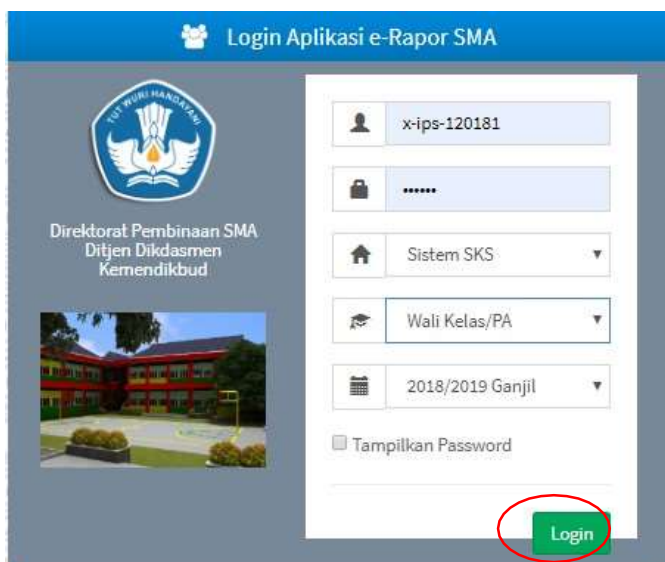 Login Aplikasi e-Rapor SMA
TUT WURI HANDAYANI
Direktorat Pembinaan SMA
Ditjen Dikdasmen
Kemendikbud
x-ips-120181
••••••
Sistem SKS
Wali Kelas/PA
2018/2019 Ganjil
Tampilkan Password
Login